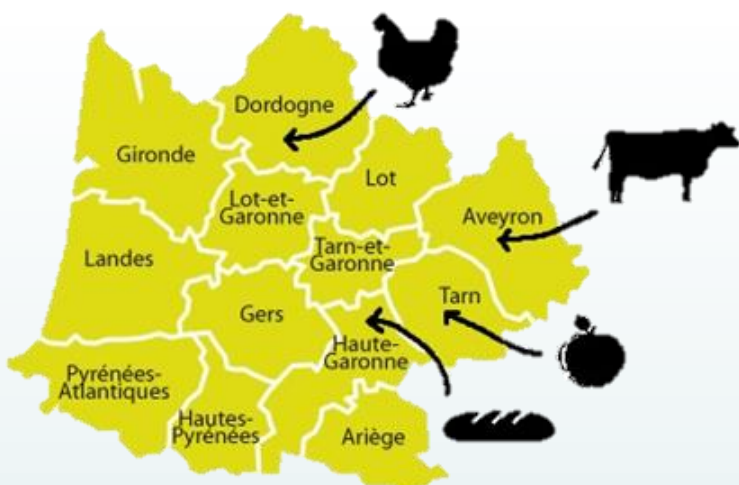 Dordogne
Gironde
Lot-et-
Garonne
Lot
Aveyron
Landes
Tarn-et-
Garonne
Gers
Tarn
Haute-
Garonne
Pyrénées-
Atlantiques
Hautes-
Pyrénées
Ariège